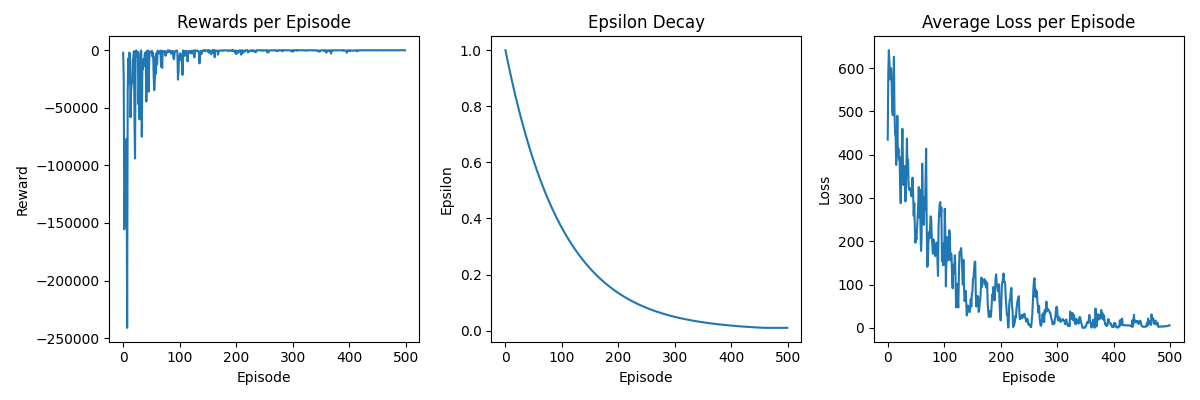 Rewards per Episode
Reward
0
−50000
−100000
−150000
−200000
−250000
0 100 200 300 400 500
Episode
Epsilon Decay
Epsilon
1.0
0.8
0.6
0.4
0.2
0.0
0 100 200 300 400 500
Episode
Average Loss per Episode
Loss
600
500
400
300
200
100
0
0 100 200 300 400 500
Episode